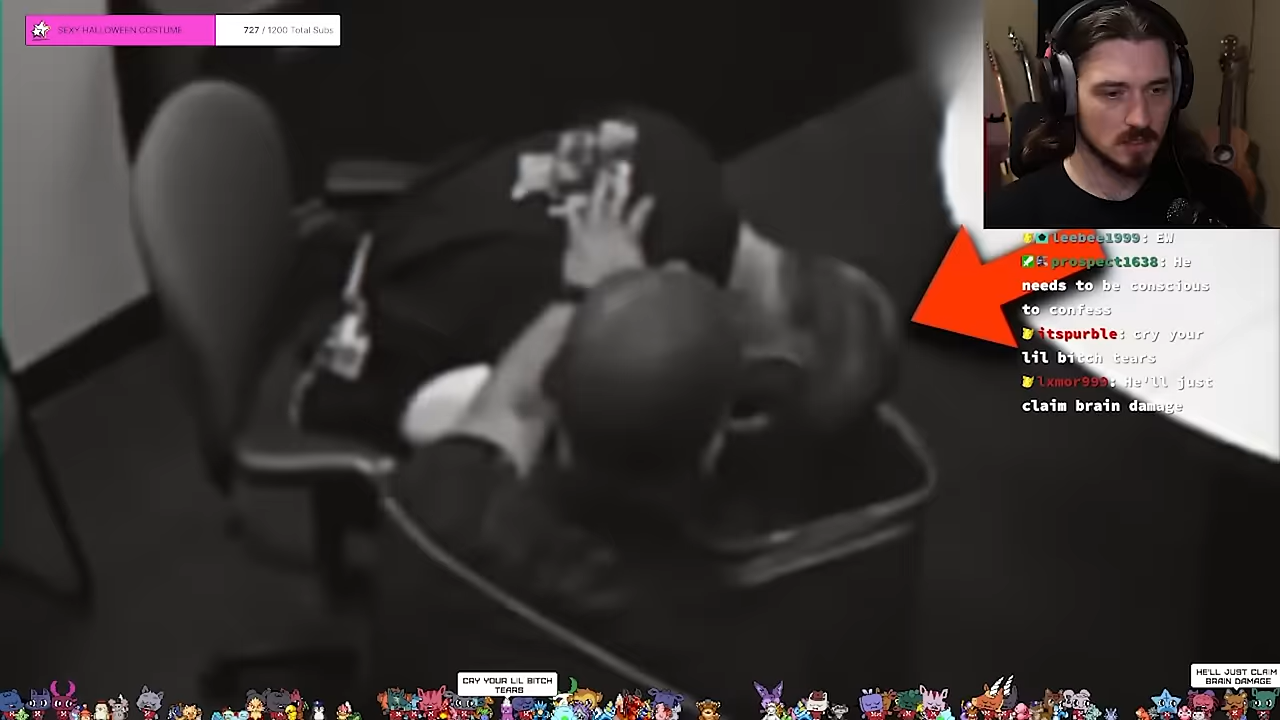 SEXY HALLOWEEN COSTUME
727 / 1200 Total Subs
leebee1999: EW
prospect1638: He
needs to be conscious
to confess
itspurble: cry your
lil bitch tears
lxmor999: He'll just
claim brain damage
CRY YOUR LIL BITCH
TEARS
HE'LL JUST CLAIM
BRAIN DAMAGE